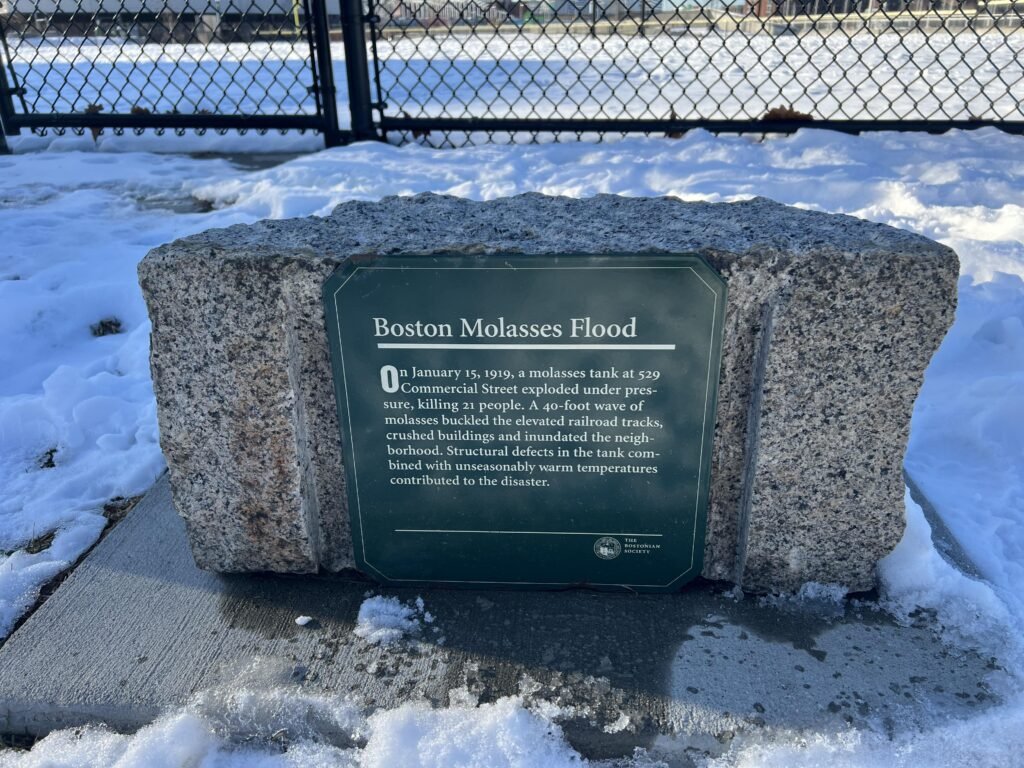 Boston Molasses Flood
On January 15, 1919, a molasses tank at 529
Commercial Street exploded under pres-
sure, killing 21 people. A 40-foot wave of
molasses buckled the elevated railroad tracks,
crushed buildings and inundated the neigh-
borhood. Structural defects in the tank com-
bined with unseasonably warm temperatures
contributed to the disaster.
THE
BOSTONIAN
SOCIETY